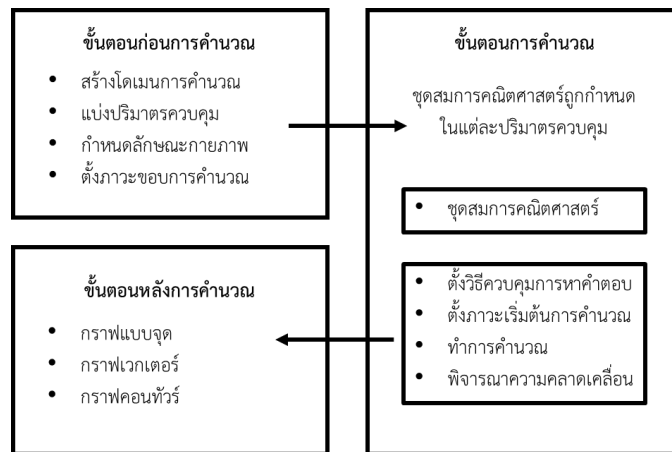 ขั้นตอนก่อนการคำนวณ
• สร้างโดเมนการคำนวณ
• แบ่งปริมาตรควบคุม
• กำหนดลักษณะกายภาพ
• ตั้งภาวะขอบการคำนวณ
ขั้นตอนการคำนวณ
ชุดสมการคณิตศาสตร์ถูกกำหนด
ในแต่ละปริมาตรควบคุม
• ชุดสมการคณิตศาสตร์
• ตั้งวิธีควบคุมการหาคำตอบ
• ตั้งภาวะเริ่มต้นการคำนวณ
• ทำการคำนวณ
• พิจารณาความคลาดเคลื่อน
ขั้นตอนหลังการคำนวณ
• กราฟแบบจุด
• กราฟเวกเตอร์
• กราฟคอนทัวร์